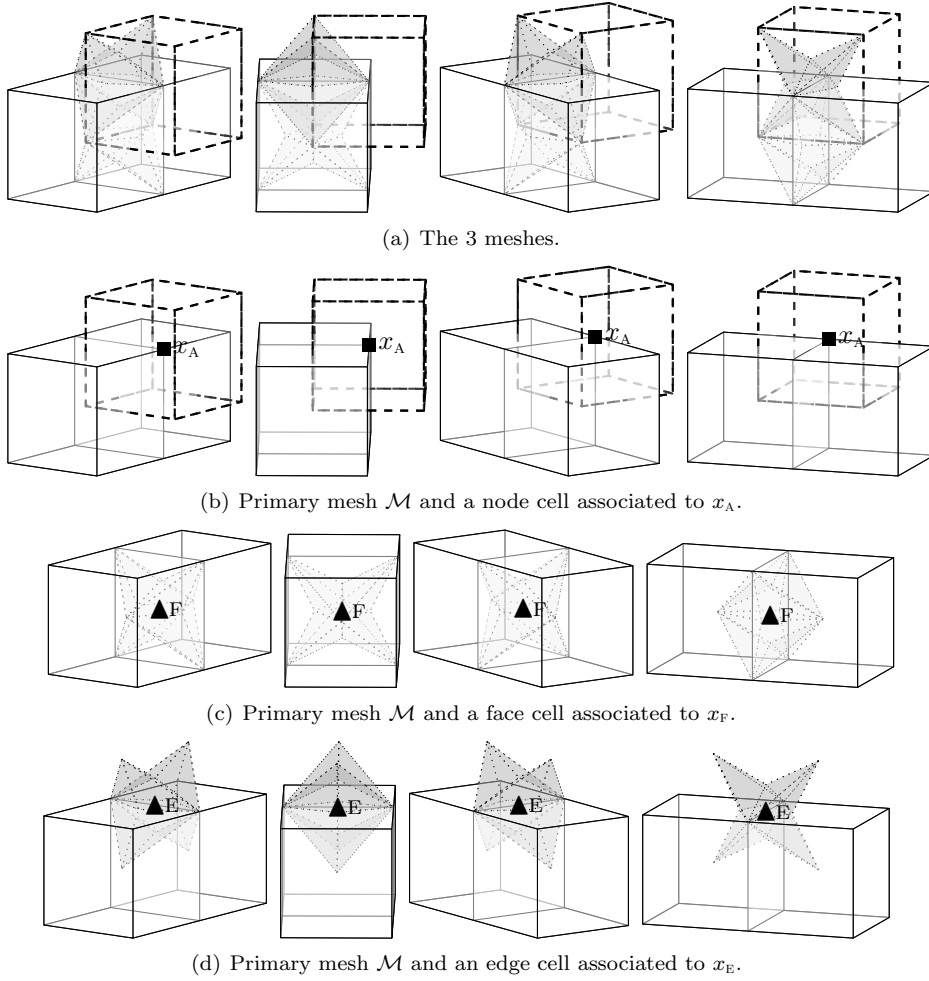 (a) The 3 meshes.
x_A x_A x_A x_A
(b) Primary mesh M and a node cell associated to x_A.
F F F F
(c) Primary mesh M and a face cell associated to x_F.
E E E E
(d) Primary mesh M and an edge cell associated to x_E.